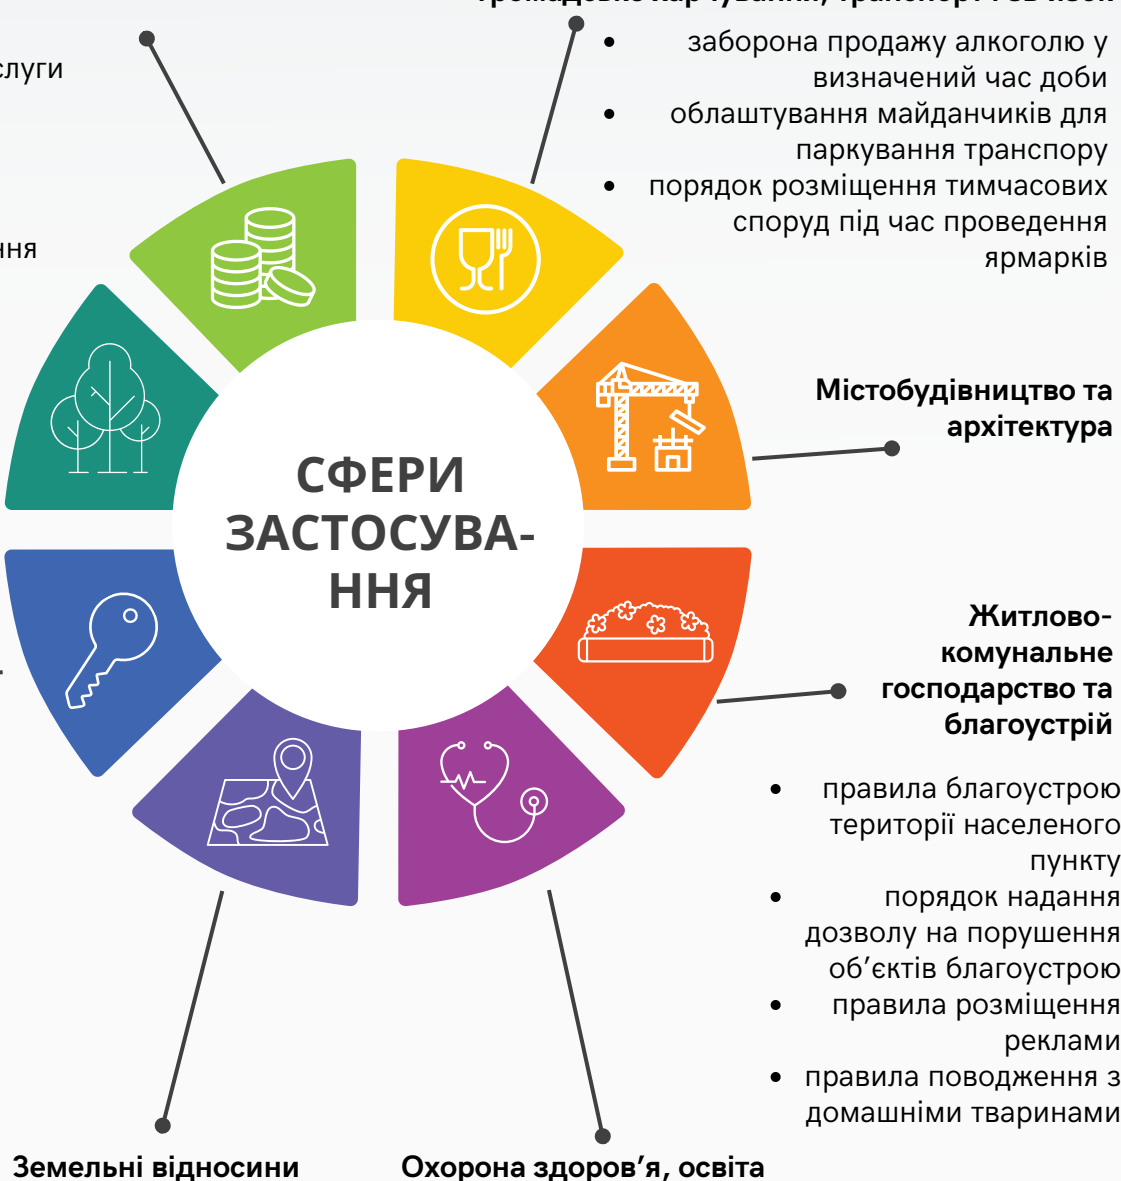 заборона продажу алкоголю у
визначений час доби
облаштування майданчиків для
паркування транспору
порядок розміщення тимчасових
споруд під час проведення
ярмарків
СФЕРИ
ЗАСТОСУВА-
ННЯ
Містобудівництво та
архітектура
Житлово-
комунальне
господарство та
благоустрій
правила благоустрою
території населеного
пункту
порядок надання
дозволу на порушення
об’єктів благоустрою
правила розміщення
реклами
правила поводження з
домашніми тваринами
Земельні відносини
Охорона здоров’я, освіта